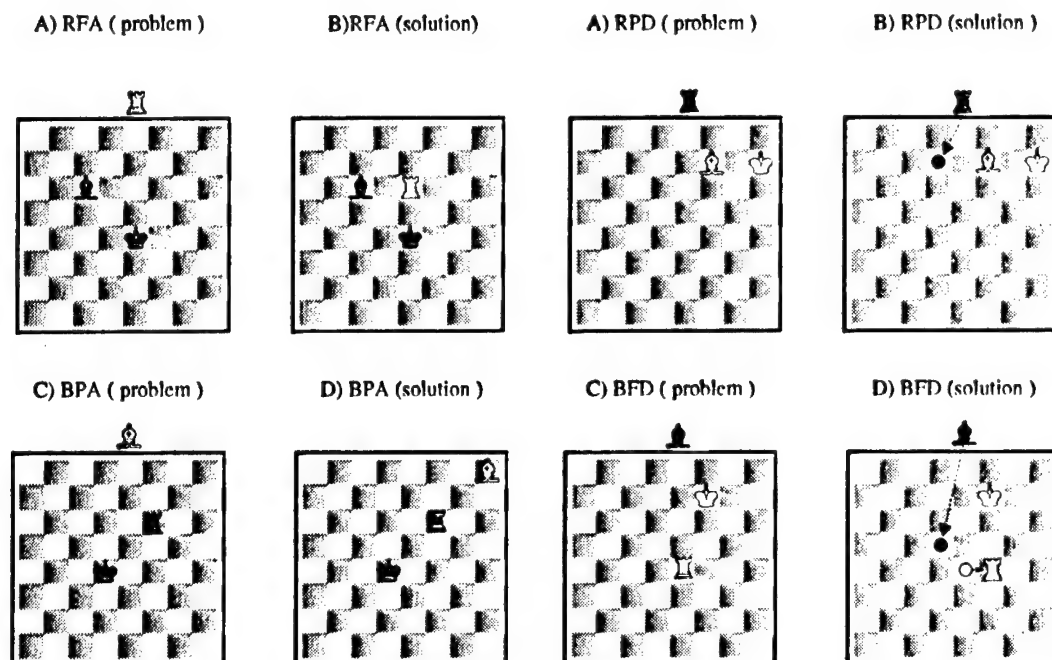 A) RFA ( problem ) B)RFA (solution) A) RPD ( problem ) B) RPD (solution )
C) BPA ( problem ) D) BPA (solution ) C) BFD ( problem ) D) BFD (solution )